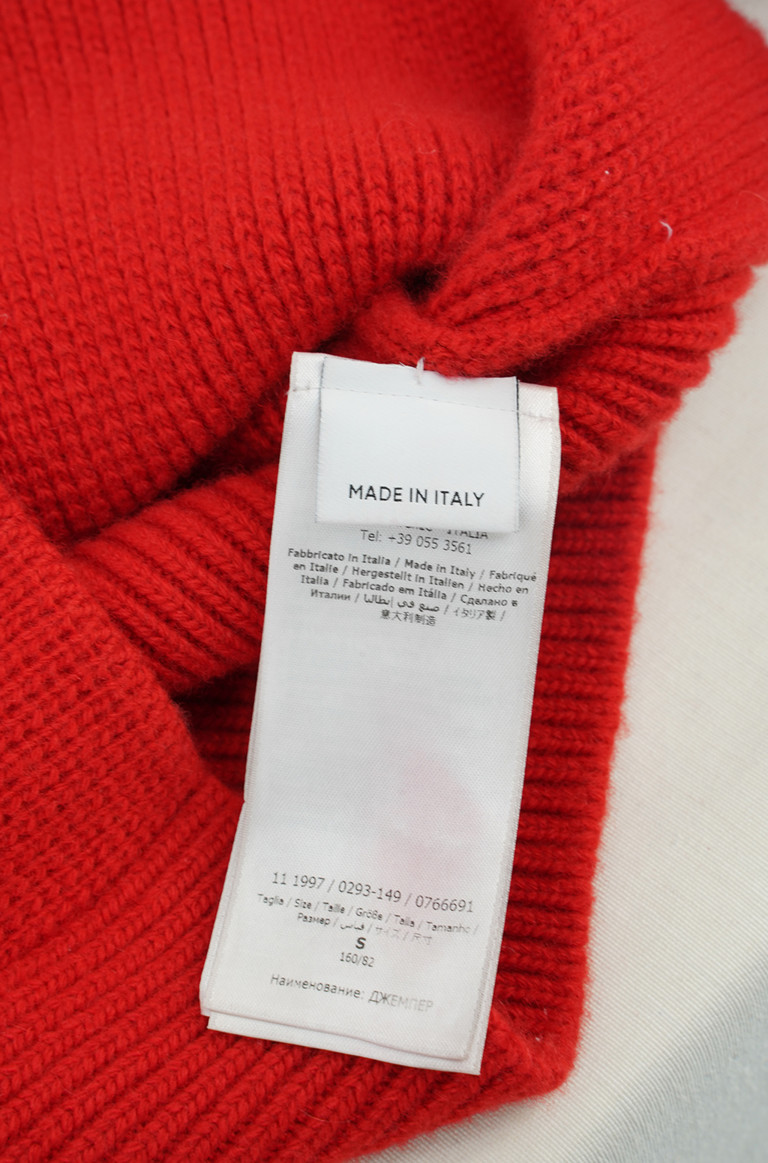 MADE IN ITALY
ITALIA
Tel: +39 055 3561
Fabbricato in Italia / Made in Italy / Fabriqué
en Italie / Hergestellt in Italien / Hecho en
Italia / Fabricado em Itália / Сделано в
Италии / صنع في إيطاليا / イタリア製 /
意大利制造
11 1997 / 0293-149 / 0766691
Taglia / Size / Taille / Größe / Talla / Tamanho /
Размер / قياس / サイズ / 尺寸
S
160/82
Наименование: ДЖЕМПЕР